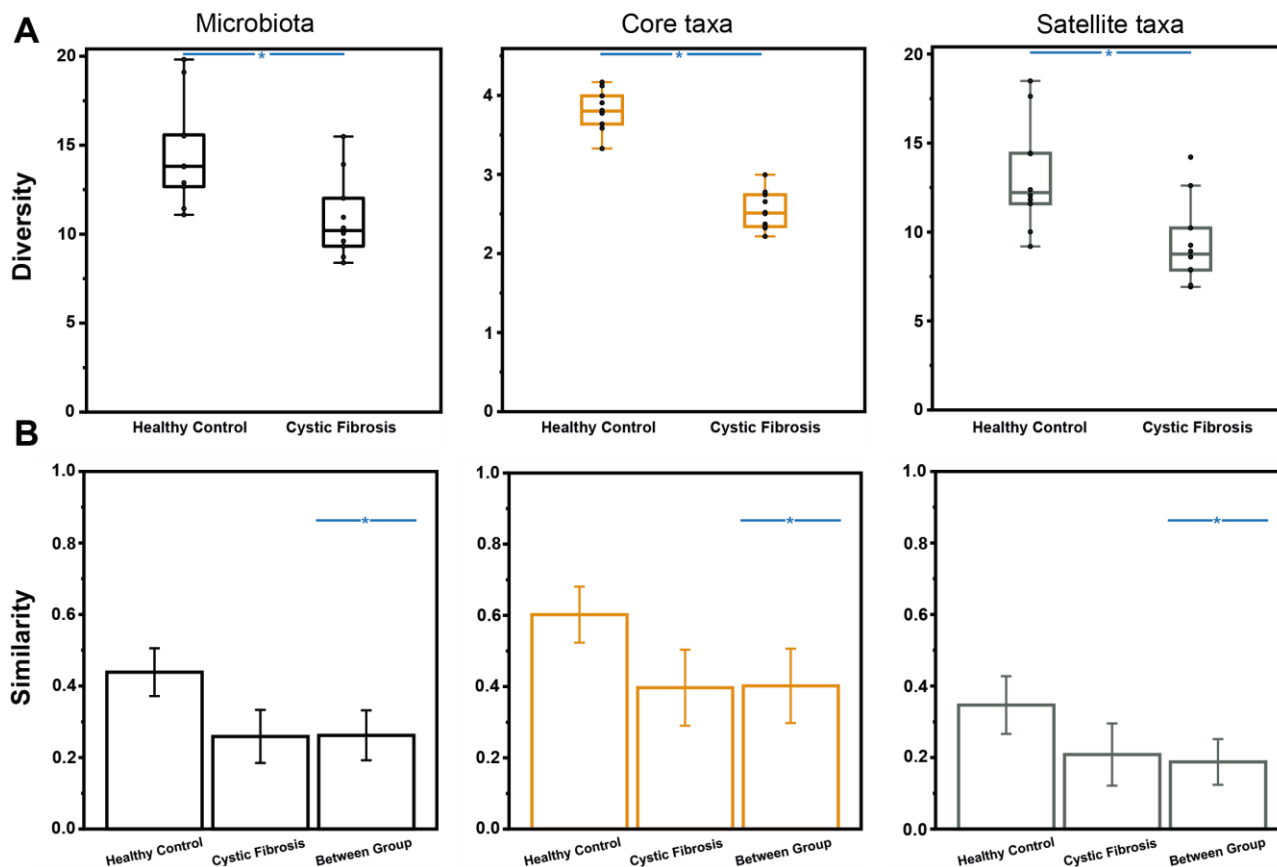 A
Microbiota
Core taxa
Satellite taxa
Diversity
20
15
10
5
0
*
Healthy Control
Cystic Fibrosis
4
3
2
1
0
*
Healthy Control
Cystic Fibrosis
20
15
10
5
0
*
Healthy Control
Cystic Fibrosis
B
Similarity
1.0
0.8
0.6
0.4
0.2
0.0
*
Healthy Control
Cystic Fibrosis
Between Group
1.0
0.8
0.6
0.4
0.2
0.0
*
Healthy Control
Cystic Fibrosis
Between Group
1.0
0.8
0.6
0.4
0.2
0.0
*
Healthy Control
Cystic Fibrosis
Between Group